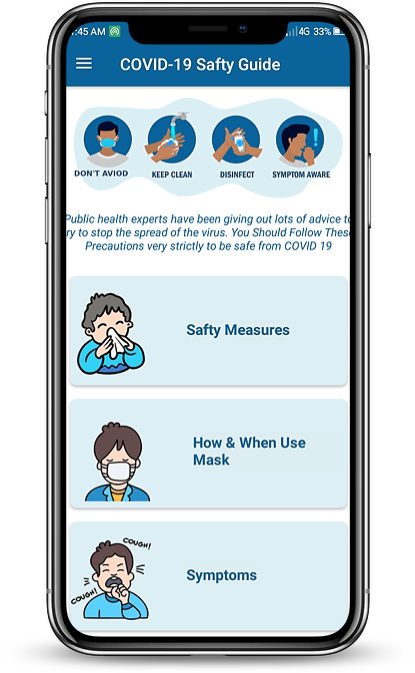 :45 AM 4G 33%
COVID-19 Safty Guide
DON'T AVIOD KEEP CLEAN DISINFECT SYMPTOM AWARE
Public health experts have been giving out lots of advice to
ry to stop the spread of the virus. You Should Follow These
Precautions very strictly to be safe from COVID 19
Safty Measures
How & When Use
Mask
COUGH!
COUGH!
Symptoms